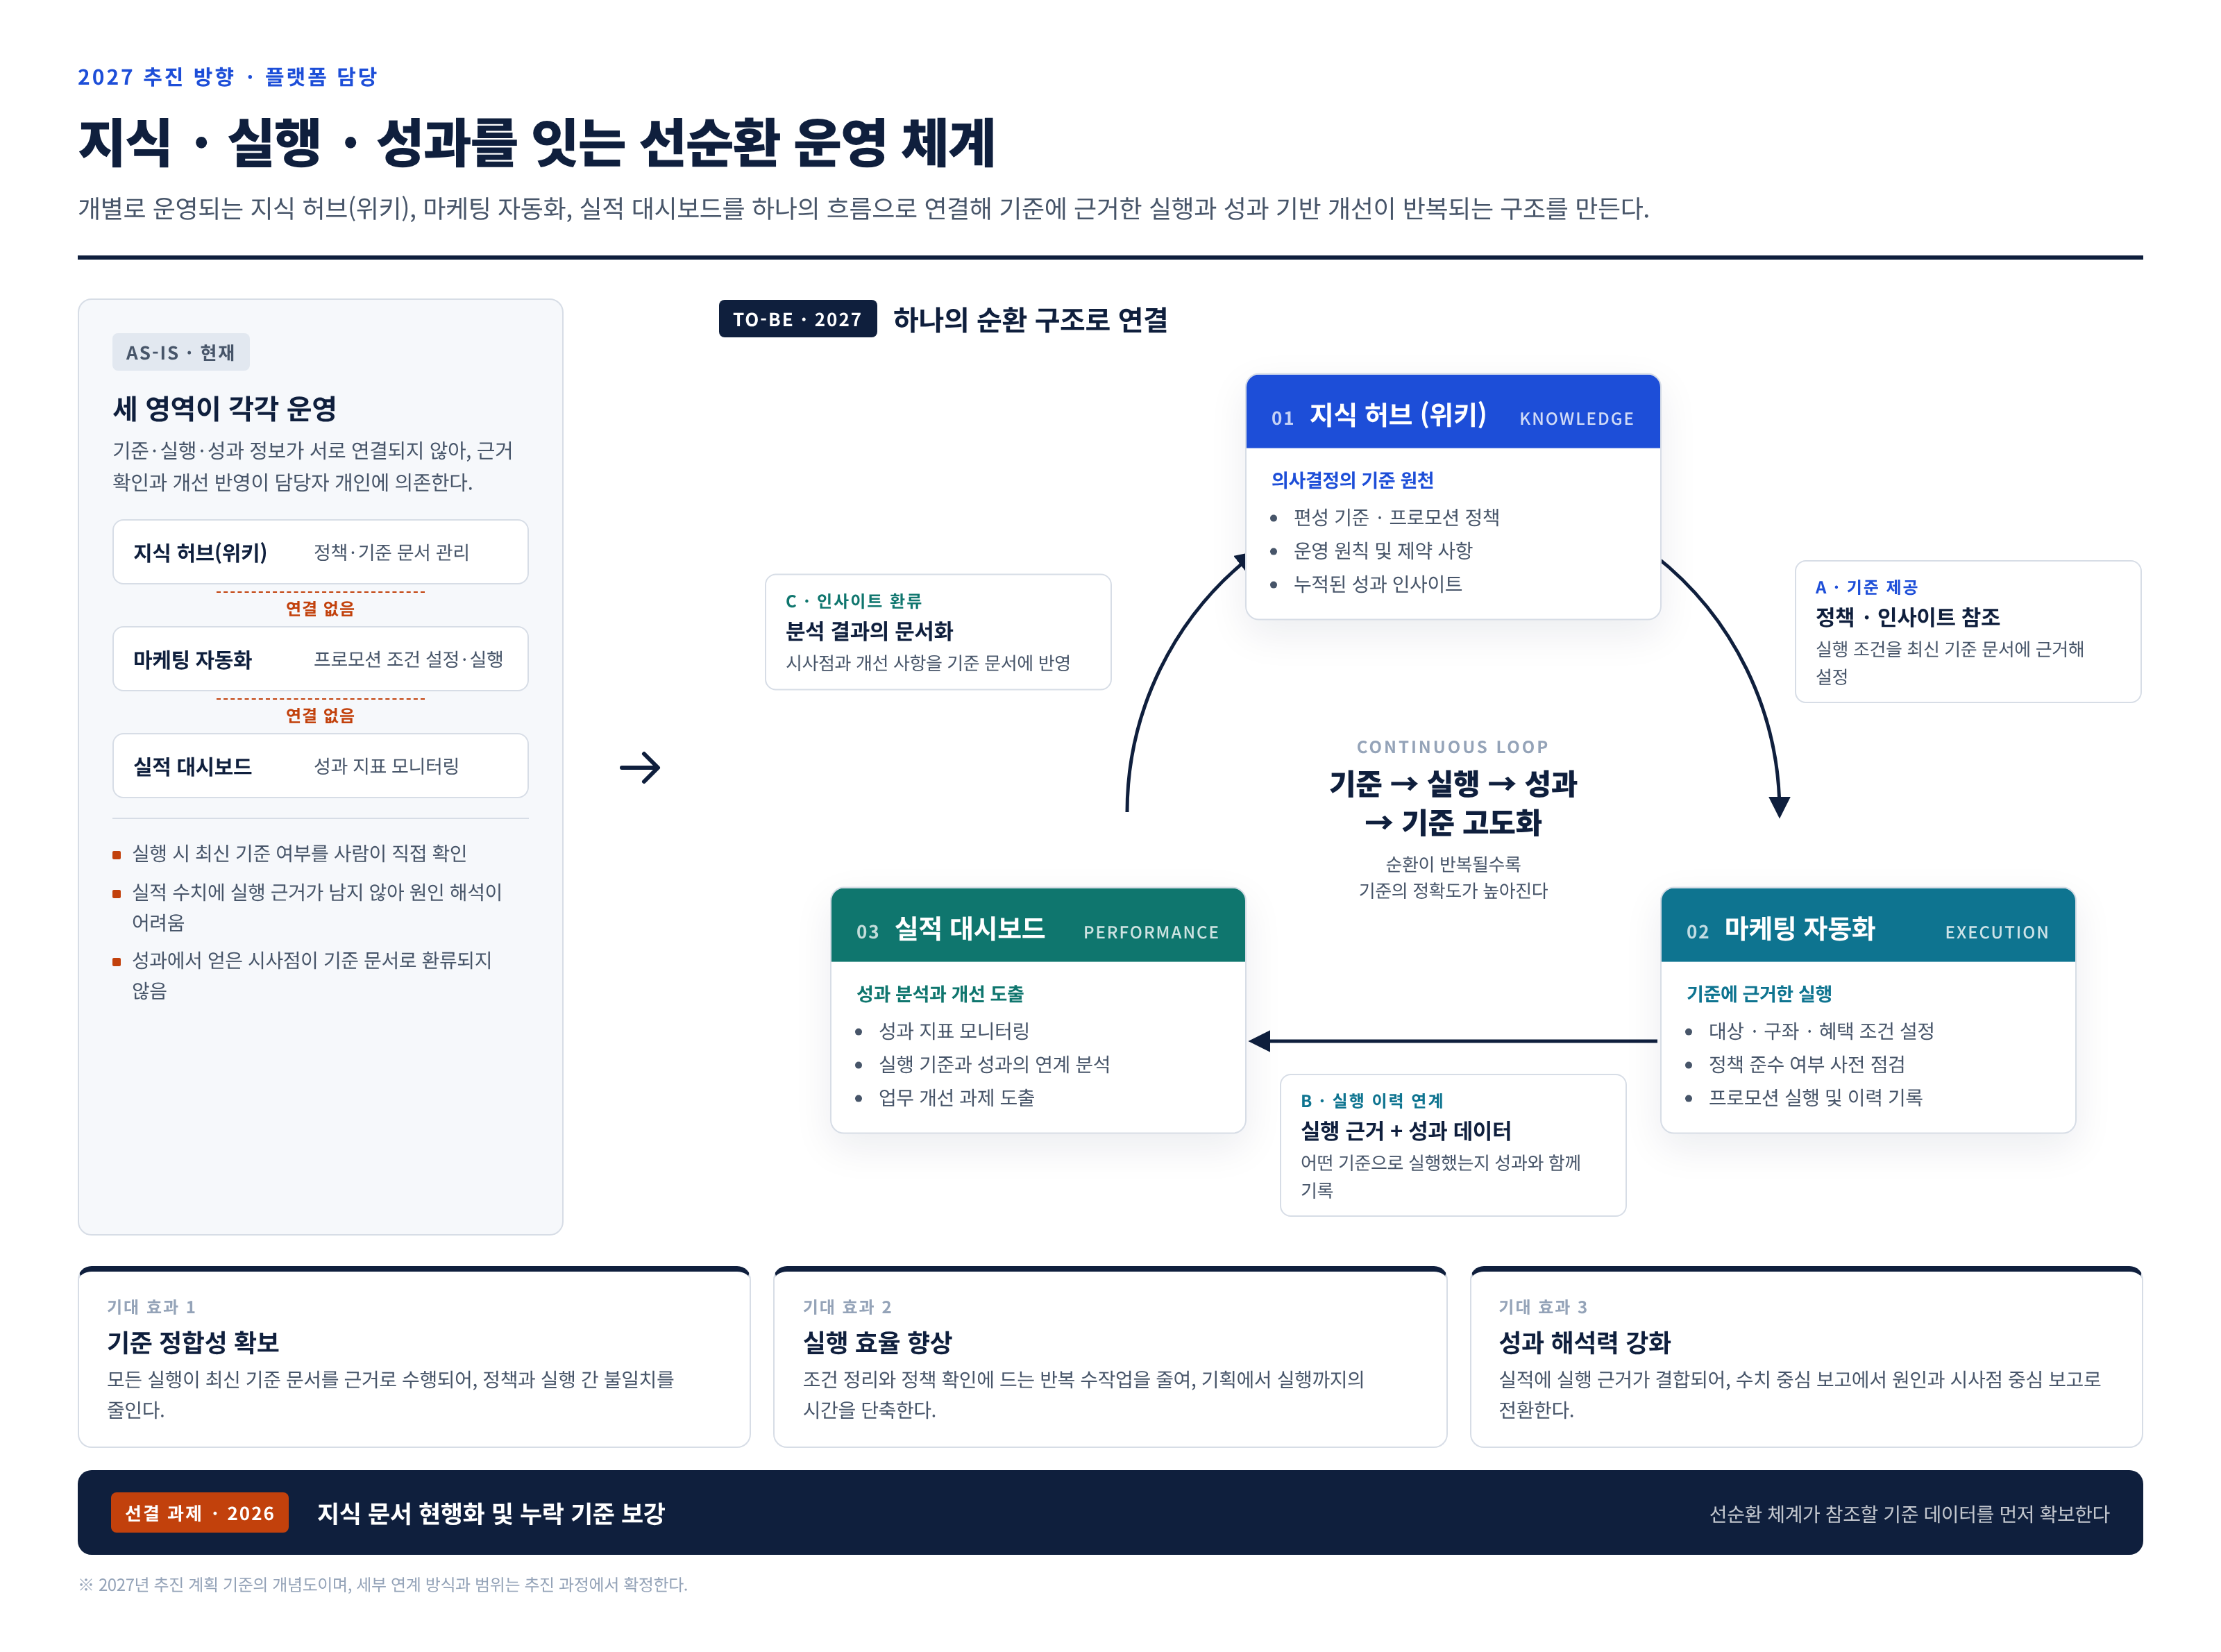 2027 추진 방향 · 플랫폼 담당
지식 · 실행 · 성과를 잇는 선순환 운영 체계
개별로 운영되는 지식 허브(위키), 마케팅 자동화, 실적 대시보드를 하나의 흐름으로 연결해 기준에 근거한 실행과 성과 기반 개선이 반복되는 구조를 만든다.
AS-IS · 현재
세 영역이 각각 운영
기준·실행·성과 정보가 서로 연결되지 않아, 근거
확인과 개선 반영이 담당자 개인에 의존한다.
지식 허브(위키) 정책·기준 문서 관리
연결 없음
마케팅 자동화 프로모션 조건 설정·실행
연결 없음
실적 대시보드 성과 지표 모니터링
실행 시 최신 기준 여부를 사람이 직접 확인
실적 수치에 실행 근거가 남지 않아 원인 해석이
어려움
성과에서 얻은 시사점이 기준 문서로 환류되지
않음
→
TO-BE · 2027 하나의 순환 구조로 연결
01 지식 허브 (위키) KNOWLEDGE
의사결정의 기준 원천
• 편성 기준 · 프로모션 정책
• 운영 원칙 및 제약 사항
• 누적된 성과 인사이트
A · 기준 제공
정책 · 인사이트 참조
실행 조건을 최신 기준 문서에 근거해
설정
C · 인사이트 환류
분석 결과의 문서화
시사점과 개선 사항을 기준 문서에 반영
CONTINUOUS LOOP
기준 → 실행 → 성과
→ 기준 고도화
순환이 반복될수록
기준의 정확도가 높아진다
02 마케팅 자동화 EXECUTION
기준에 근거한 실행
• 대상 · 구좌 · 혜택 조건 설정
• 정책 준수 여부 사전 점검
• 프로모션 실행 및 이력 기록
B · 실행 이력 연계
실행 근거 + 성과 데이터
어떤 기준으로 실행했는지 성과와 함께
기록
03 실적 대시보드 PERFORMANCE
성과 분석과 개선 도출
• 성과 지표 모니터링
• 실행 기준과 성과의 연계 분석
• 업무 개선 과제 도출
기대 효과 1
기준 정합성 확보
모든 실행이 최신 기준 문서를 근거로 수행되어, 정책과 실행 간 불일치를
줄인다.
기대 효과 2
실행 효율 향상
조건 정리와 정책 확인에 드는 반복 수작업을 줄여, 기획에서 실행까지의
시간을 단축한다.
기대 효과 3
성과 해석력 강화
실적에 실행 근거가 결합되어, 수치 중심 보고에서 원인과 시사점 중심 보고로
전환한다.
선결 과제 · 2026 지식 문서 현행화 및 누락 기준 보강 선순환 체계가 참조할 기준 데이터를 먼저 확보한다
※ 2027년 추진 계획 기준의 개념도이며, 세부 연계 방식과 범위는 추진 과정에서 확정한다.